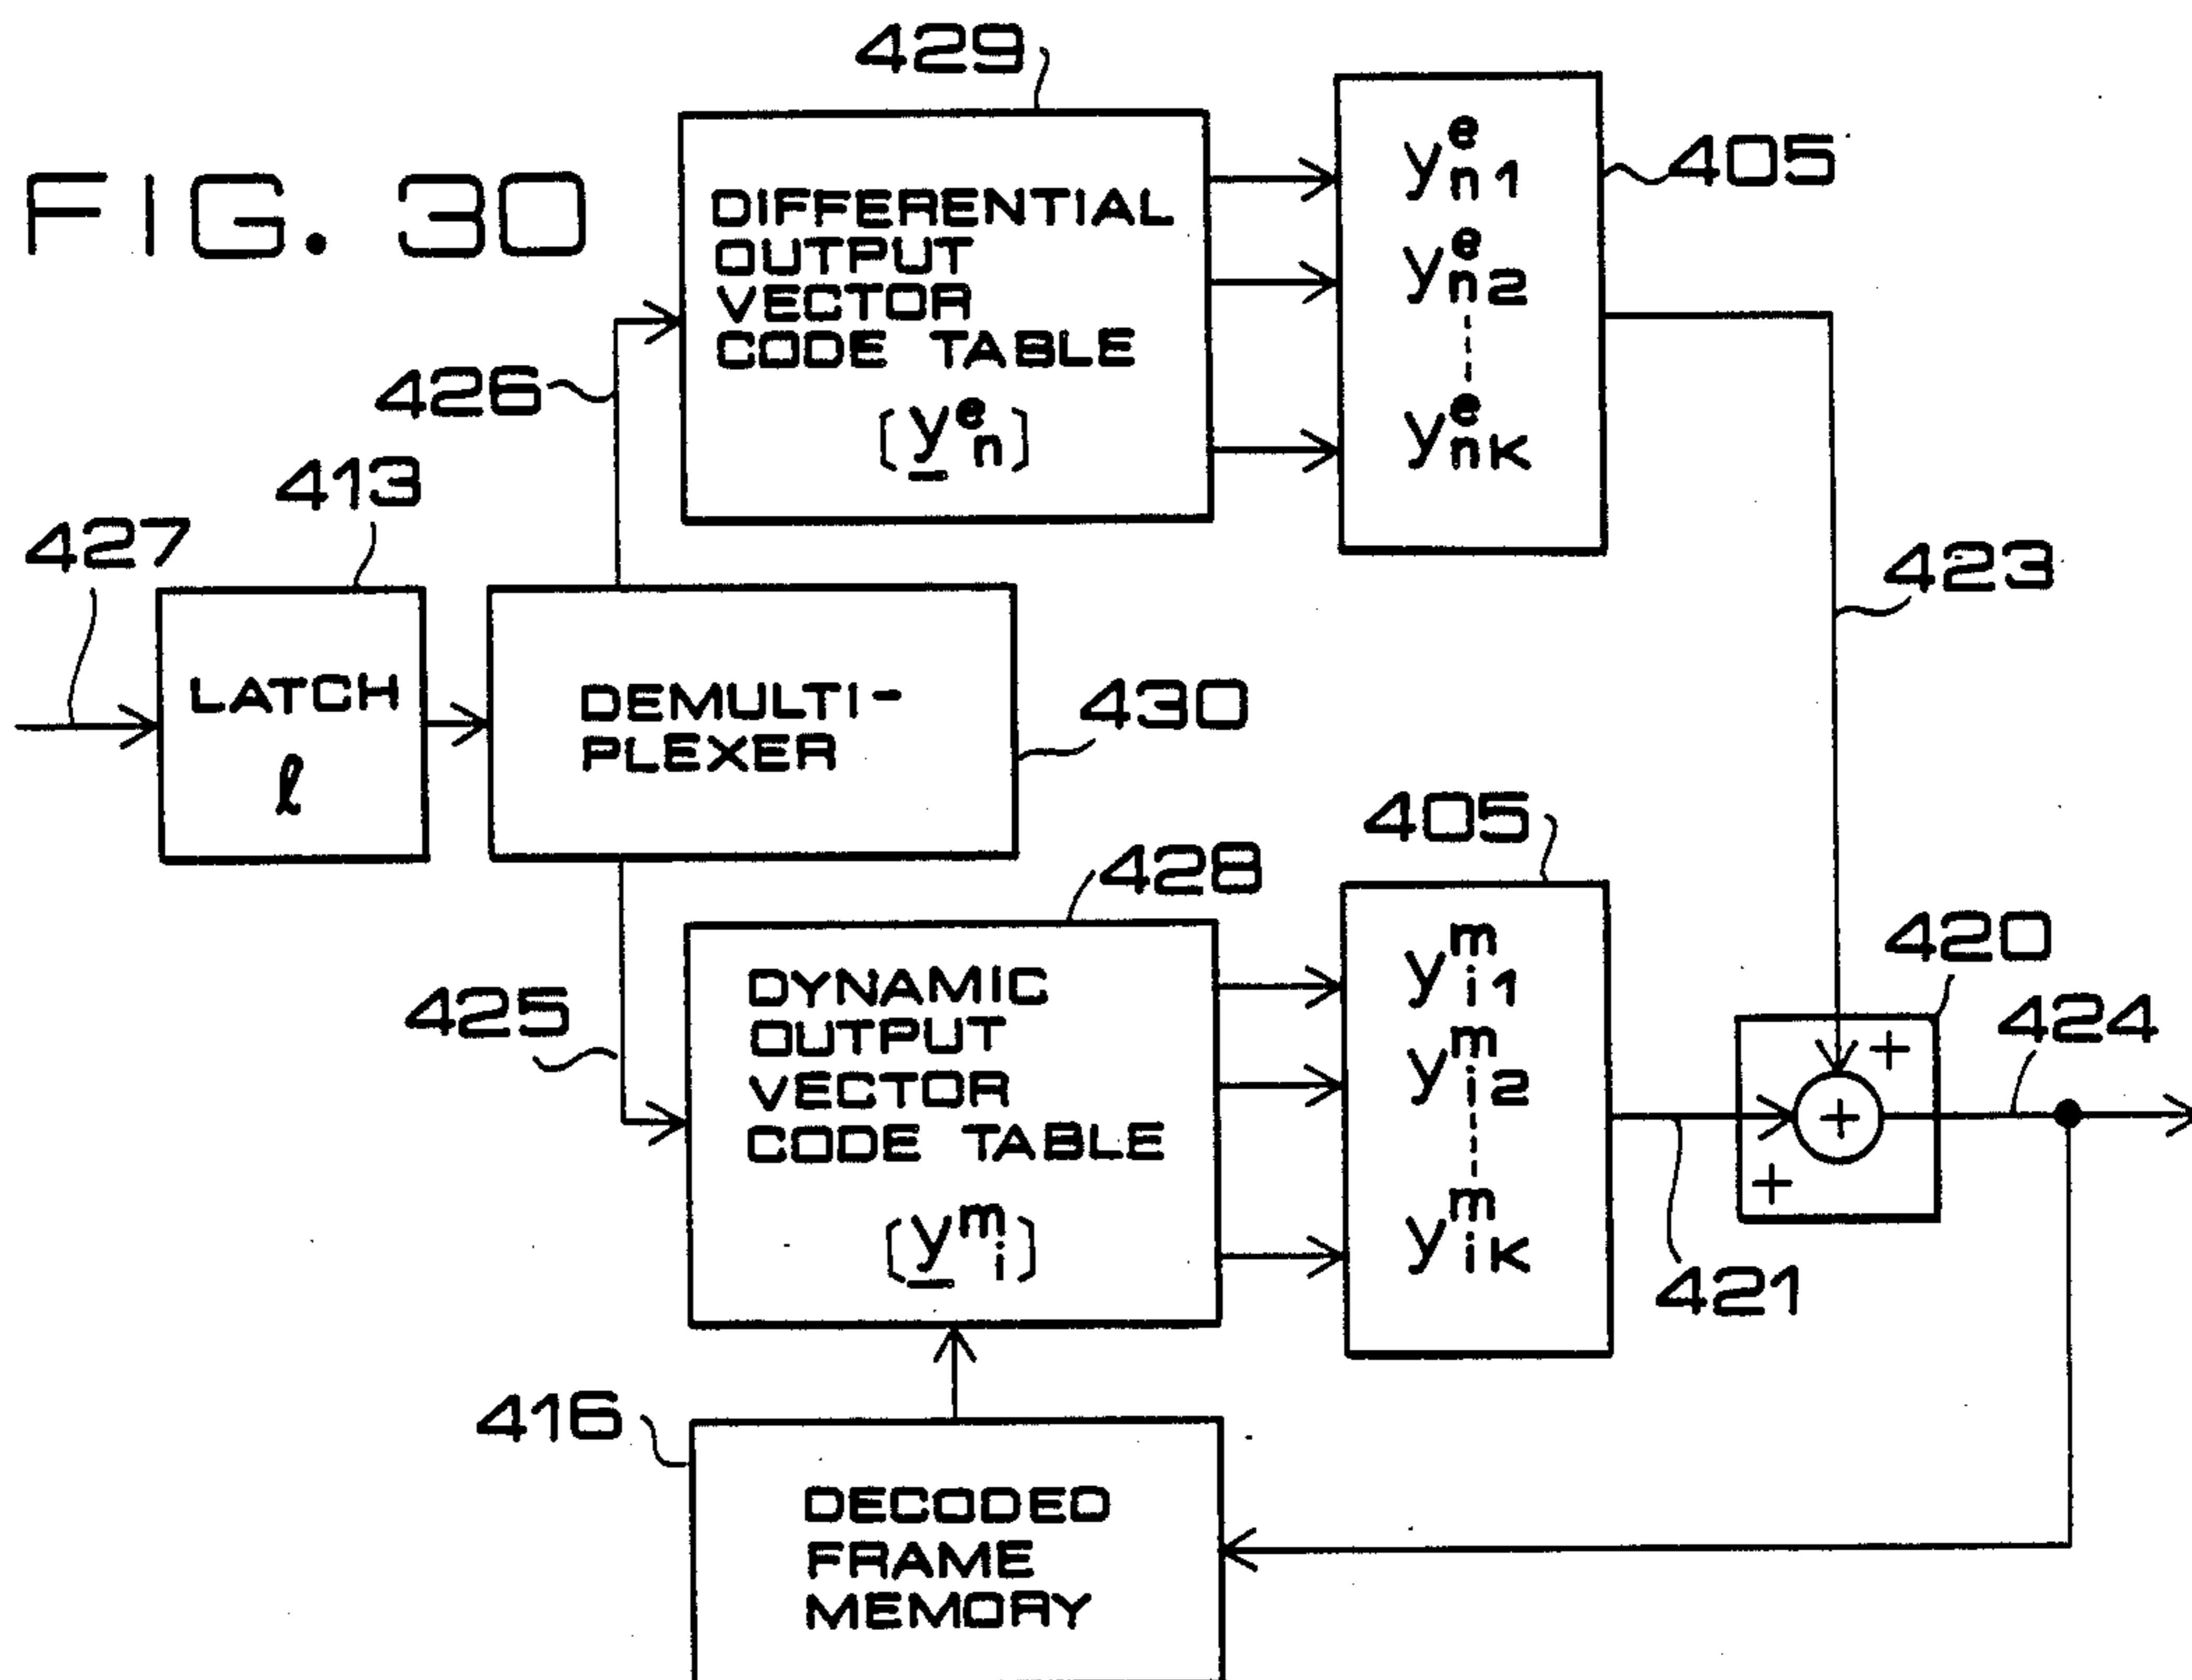 FIG. 30
429
DIFFERENTIAL
OUTPUT
VECTOR
CODE TABLE
(y^e_n)
y^e_n1
y^e_n2
y^e_nK
405
426
423
427
413
LATCH
ℓ
DEMULTI-
PLEXER
430
425
428
DYNAMIC
OUTPUT
VECTOR
CODE TABLE
(y^m_i)
405
y^m_i1
y^m_i2
y^m_iK
420
+
+
+
424
421
416
DECODED
FRAME
MEMORY